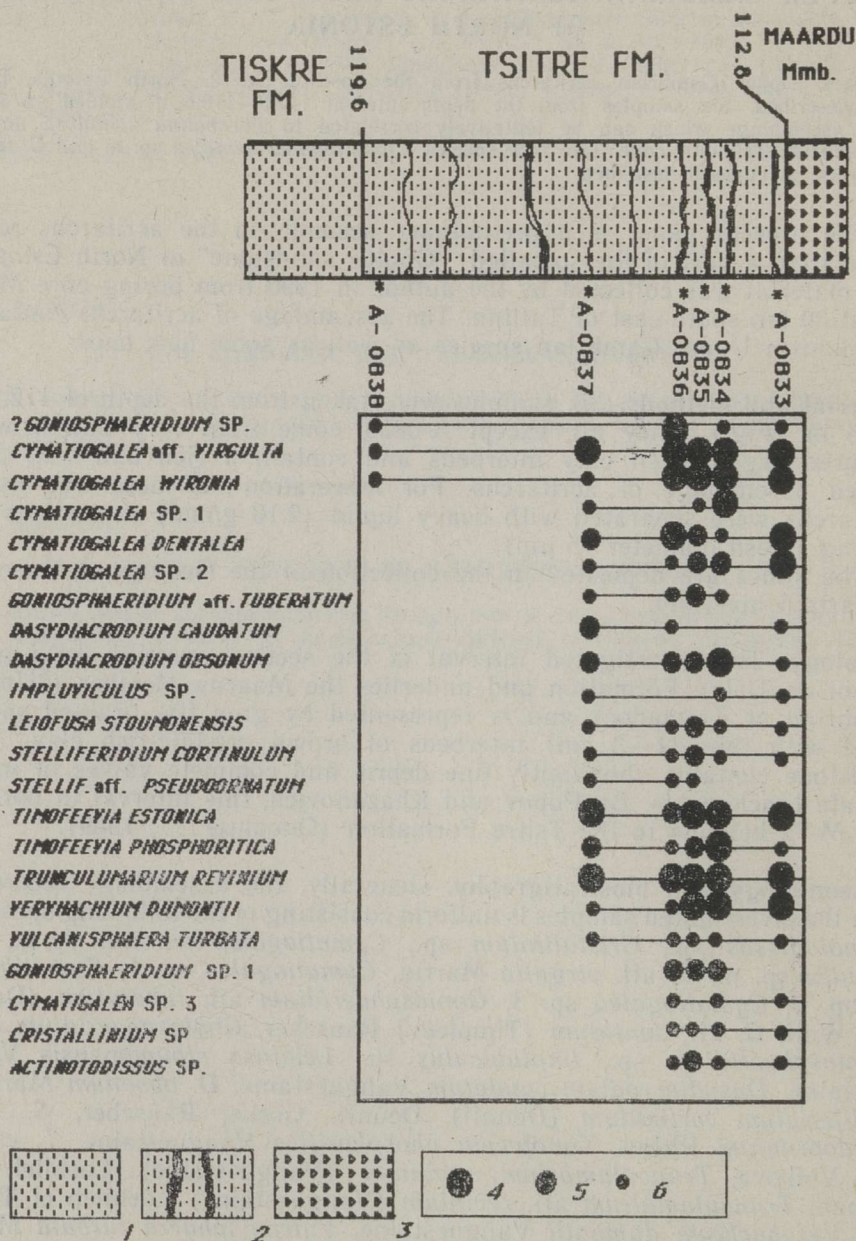 TISKRE FM.
119.6
TSITRE FM.
112.8
MAARDU Mmb.
* A-0838
* A-0837
* A-0836
* A-0835
* A-0834
* A-0833
? GONIOSPHAERIDIUM SP.
CYMATIOGALEA aff. VIRGULTA
CYMATIOGALEA WIRONIA
CYMATIOGALEA SP. 1
CYMATIOGALEA DENTALEA
CYMATIOGALEA SP. 2
GONIOSPHAERIDIUM aff. TUBERATUM
DASYDIACRODIUM CAUDATUM
DASYDIACRODIUM OBSONUM
IMPLUVICULUS SP.
LEIOFUSA STOUMONENSIS
STELLIFERIDIUM CORTINULUM
STELLIF. aff. PSEUDOORNATUM
TIMOFEEVIA ESTONICA
TIMOFEEVIA PHOSPHORITICA
TRUNCULUMARIUM REVINIUM
VERYHACHIUM DUMONTII
VULCANISPHAERA TURBATA
GONIOSPHAERIDIUM SP. 1
CYMATIGALEA SP. 3
CRISTALLINIUM SP
ACTINOTODISSUS SP.
1 2 3 4 5 6